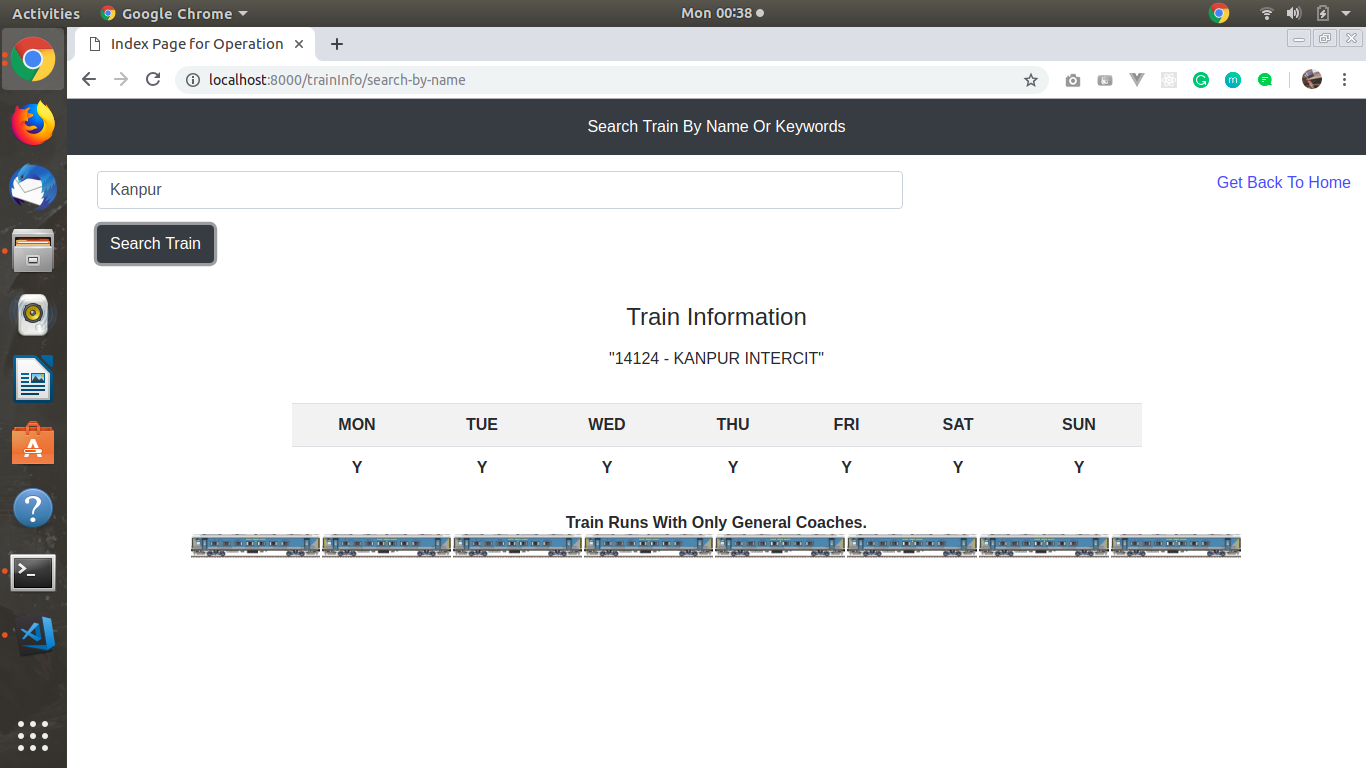 Activities Google Chrome Mon 00:38
Index Page for Operation
localhost:8000/trainInfo/search-by-name
Search Train By Name Or Keywords
Kanpur
Get Back To Home
Search Train
Train Information
"14124 - KANPUR INTERCIT"
MON TUE WED THU FRI SAT SUN
Y Y Y Y Y Y Y
Train Runs With Only General Coaches.